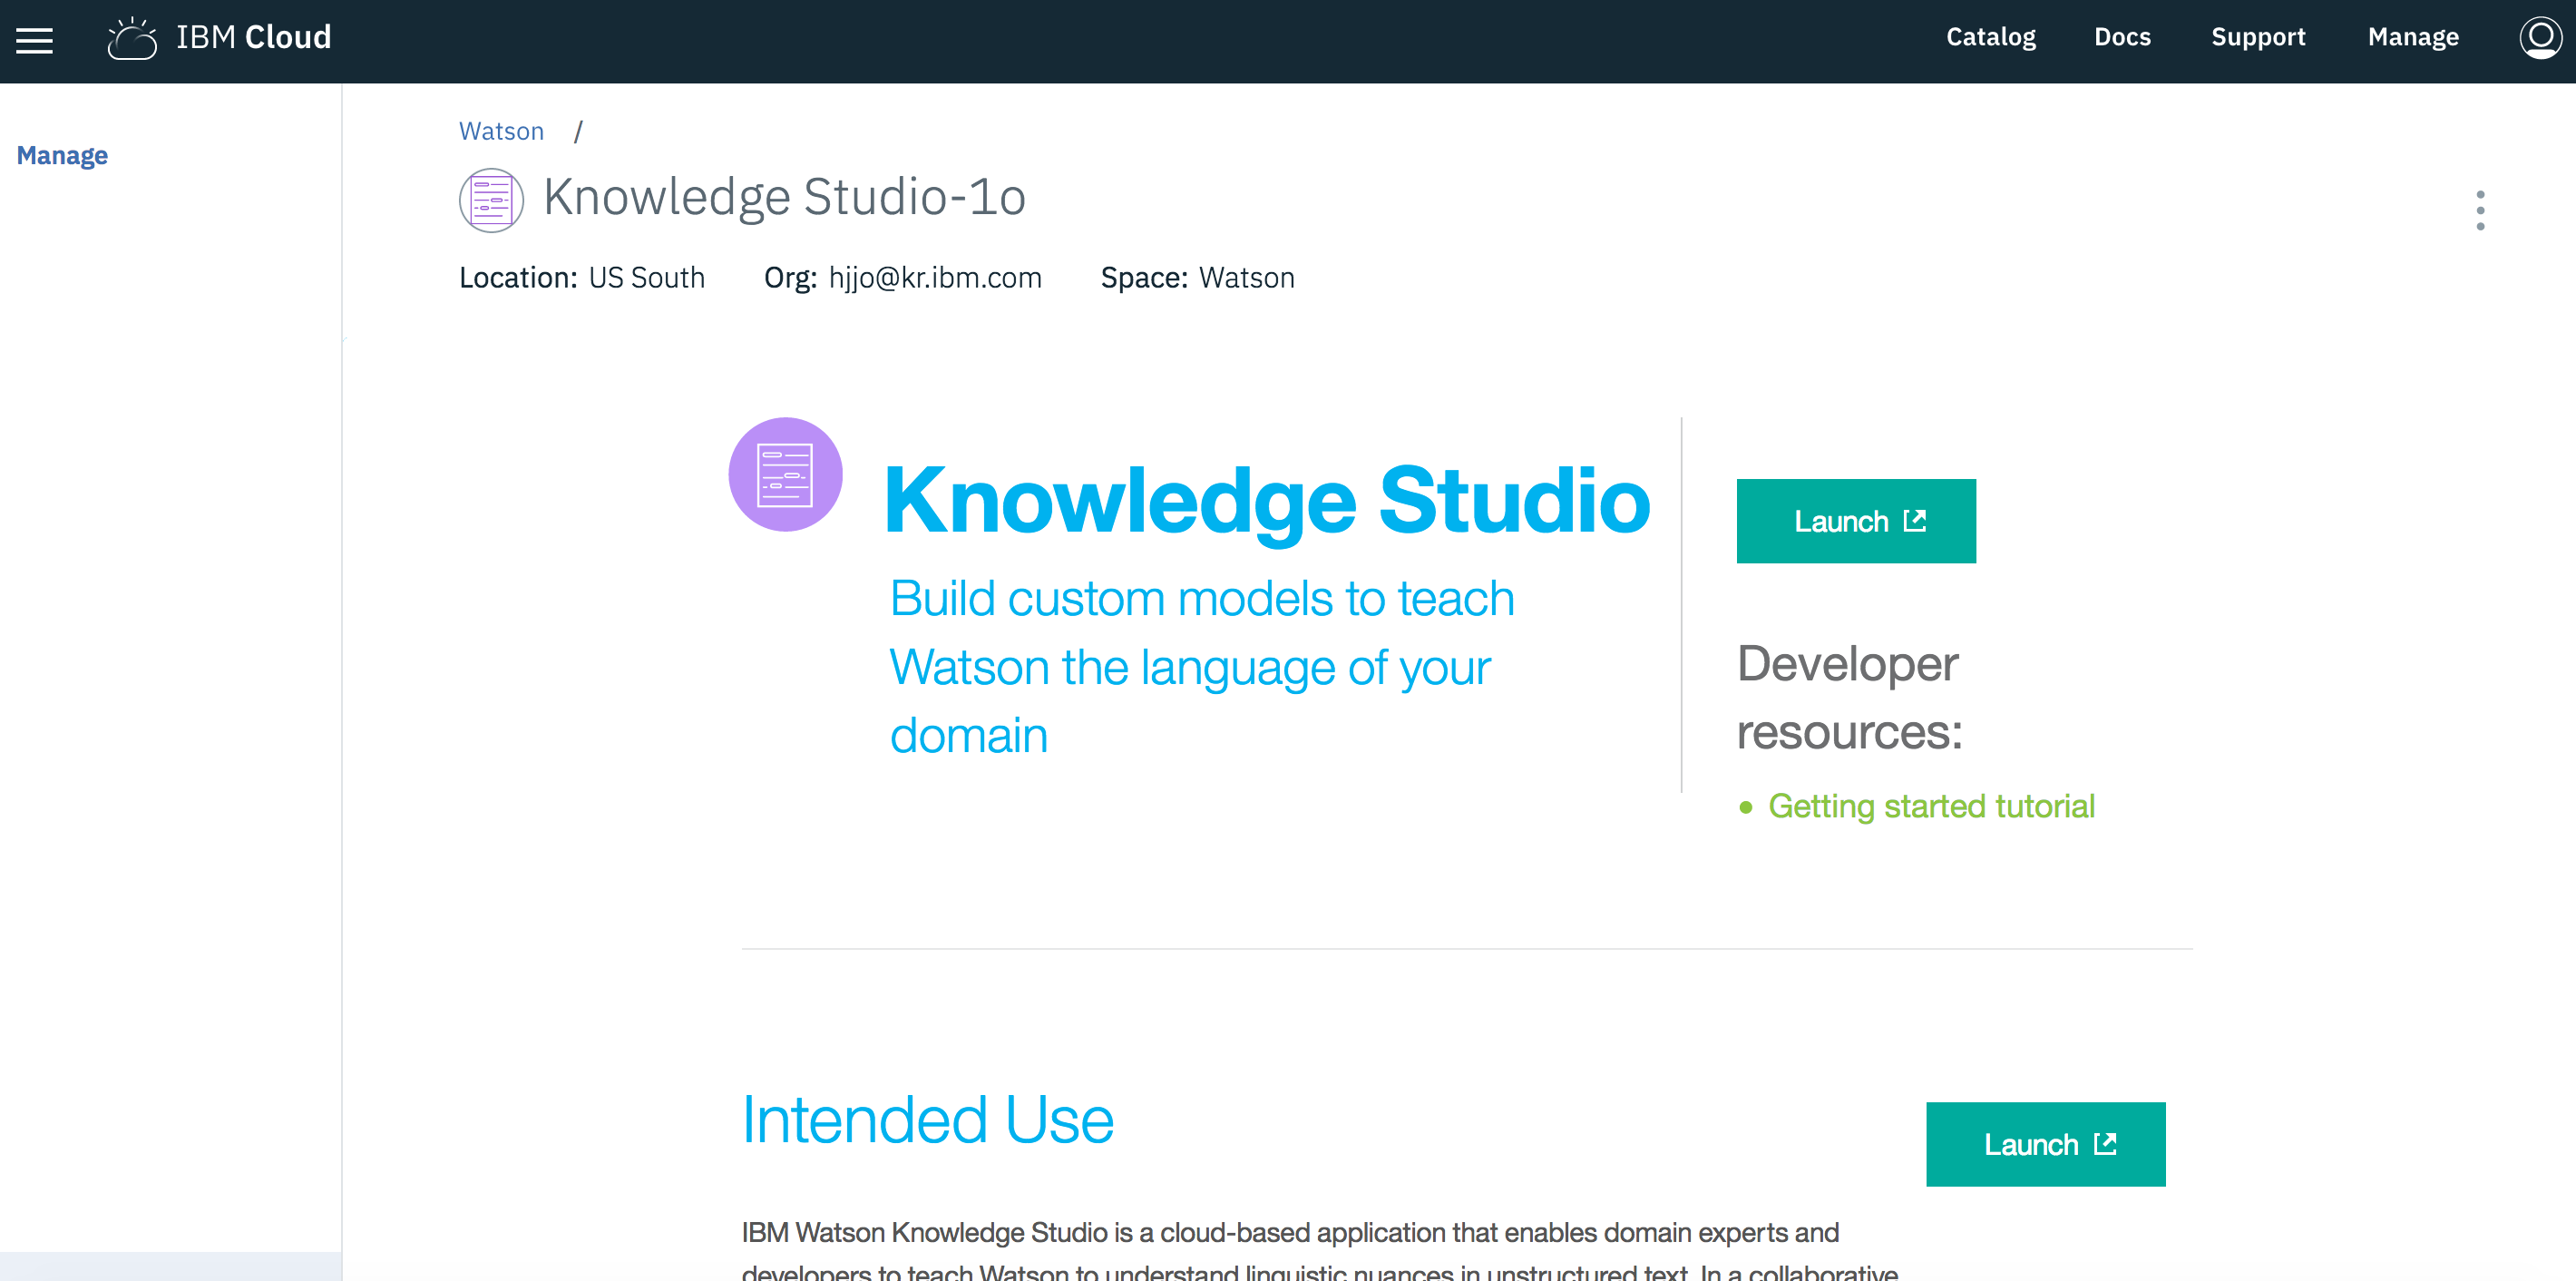 IBM Cloud
Catalog Docs Support Manage
Manage
Watson /
Knowledge Studio-1o
Location: US South Org: hjjo@kr.ibm.com Space: Watson
Knowledge Studio
Build custom models to teach
Watson the language of your
domain
Launch
Developer
resources:
• Getting started tutorial
Intended Use
Launch
IBM Watson Knowledge Studio is a cloud-based application that enables domain experts and
developers to teach Watson to understand linguistic nuances in unstructured text. In a collaborative